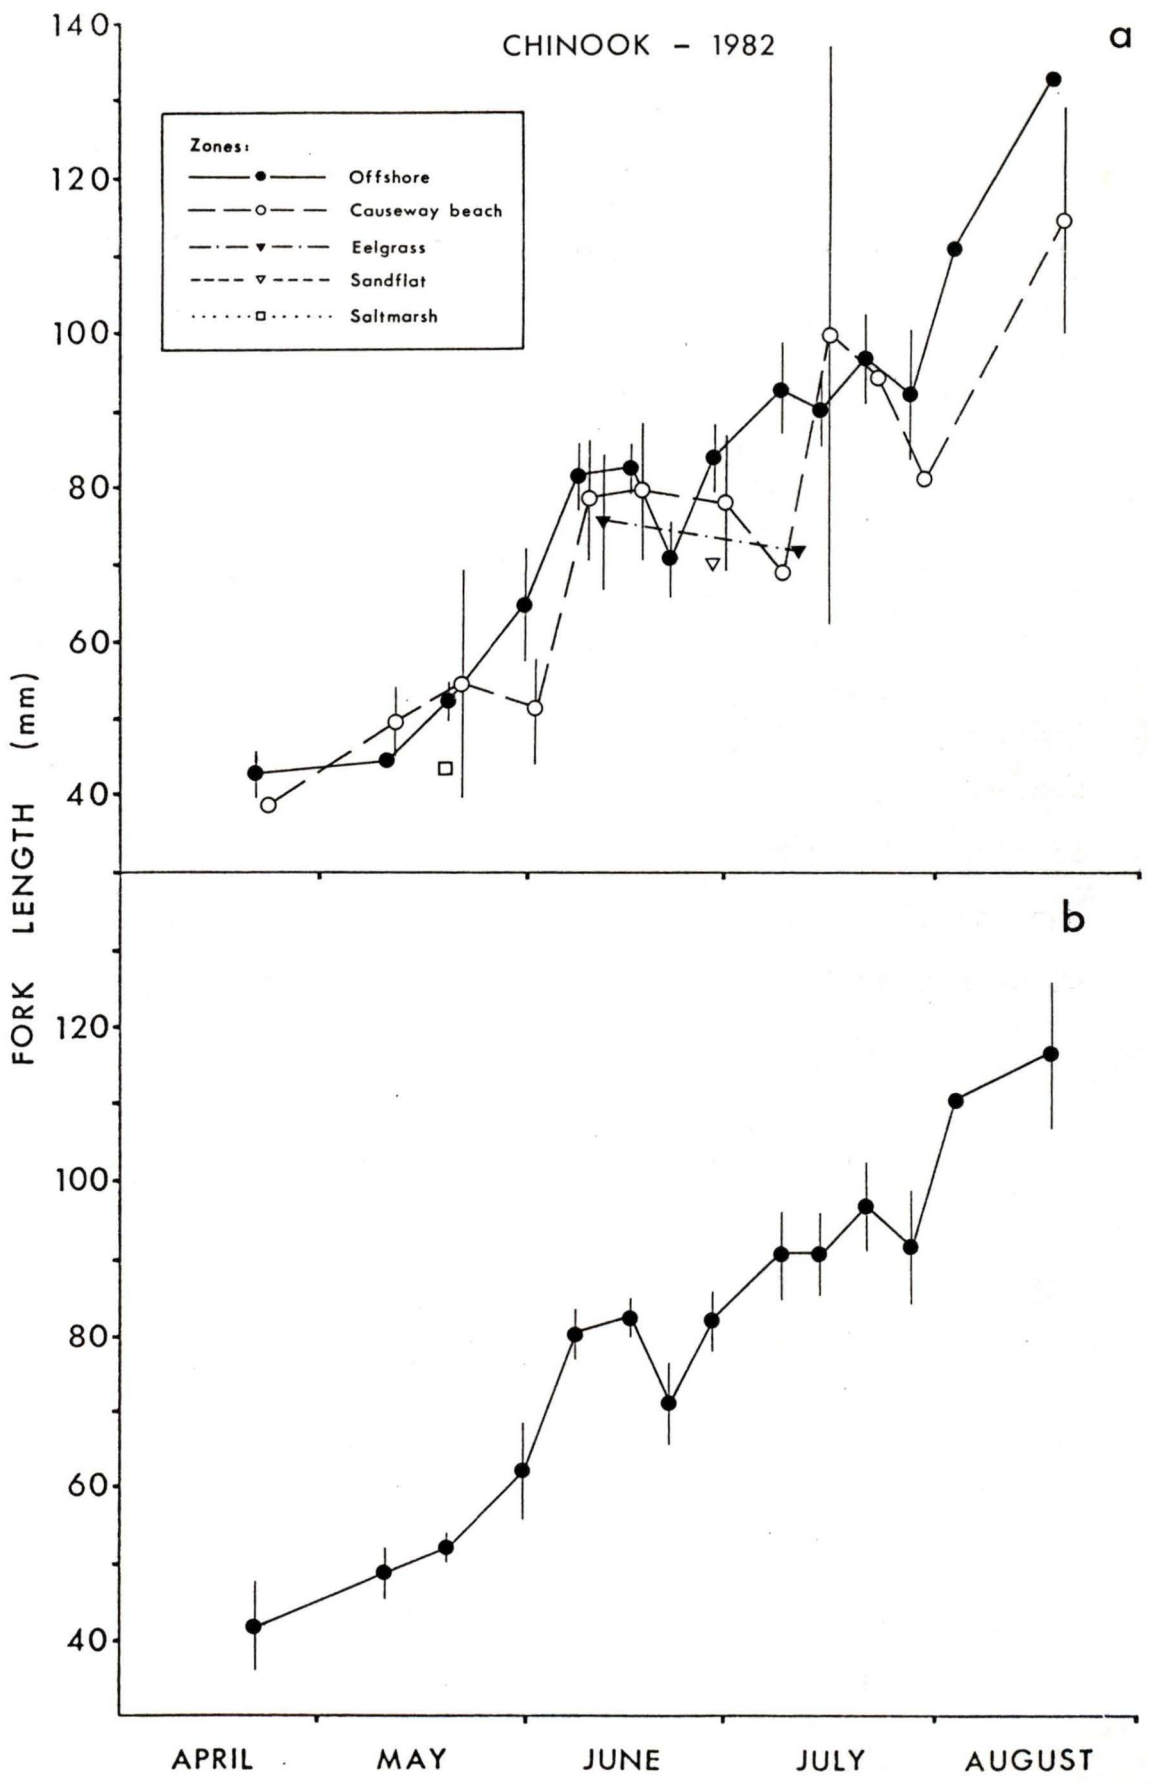 CHINOOK – 1982
a
Zones:
Offshore
Causeway beach
Eelgrass
Sandflat
Saltmarsh
140
120
100
80
60
40
FORK LENGTH (mm)
b
120
100
80
60
40
APRIL MAY JUNE JULY AUGUST